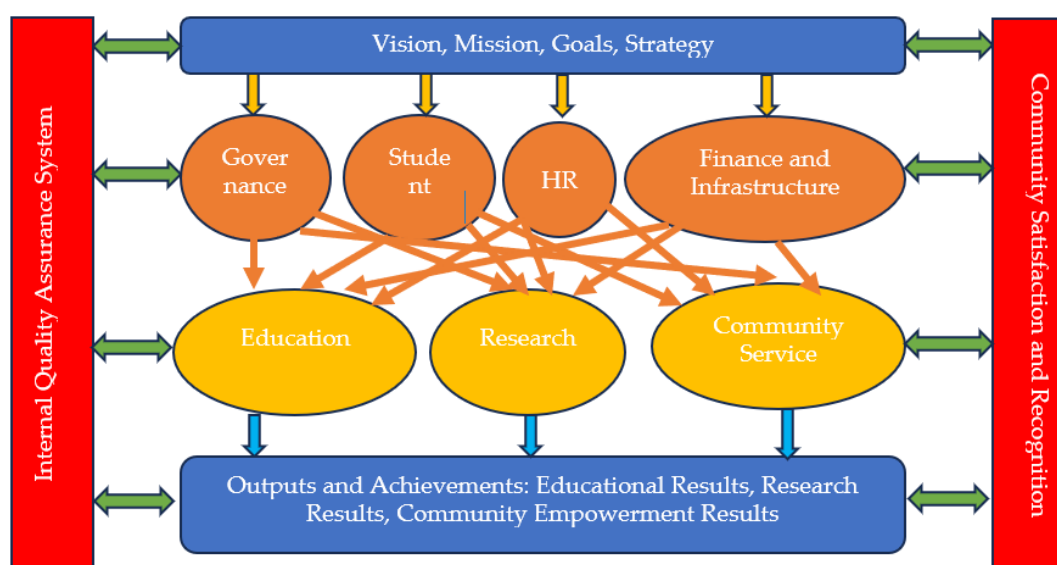 Internal Quality Assurance System
Vision, Mission, Goals, Strategy
Community Satisfaction and Recognition
Gover
nance
Stude
nt
HR
Finance and
Infrastructure
Education
Research
Community
Service
Outputs and Achievements: Educational Results, Research
Results, Community Empowerment Results